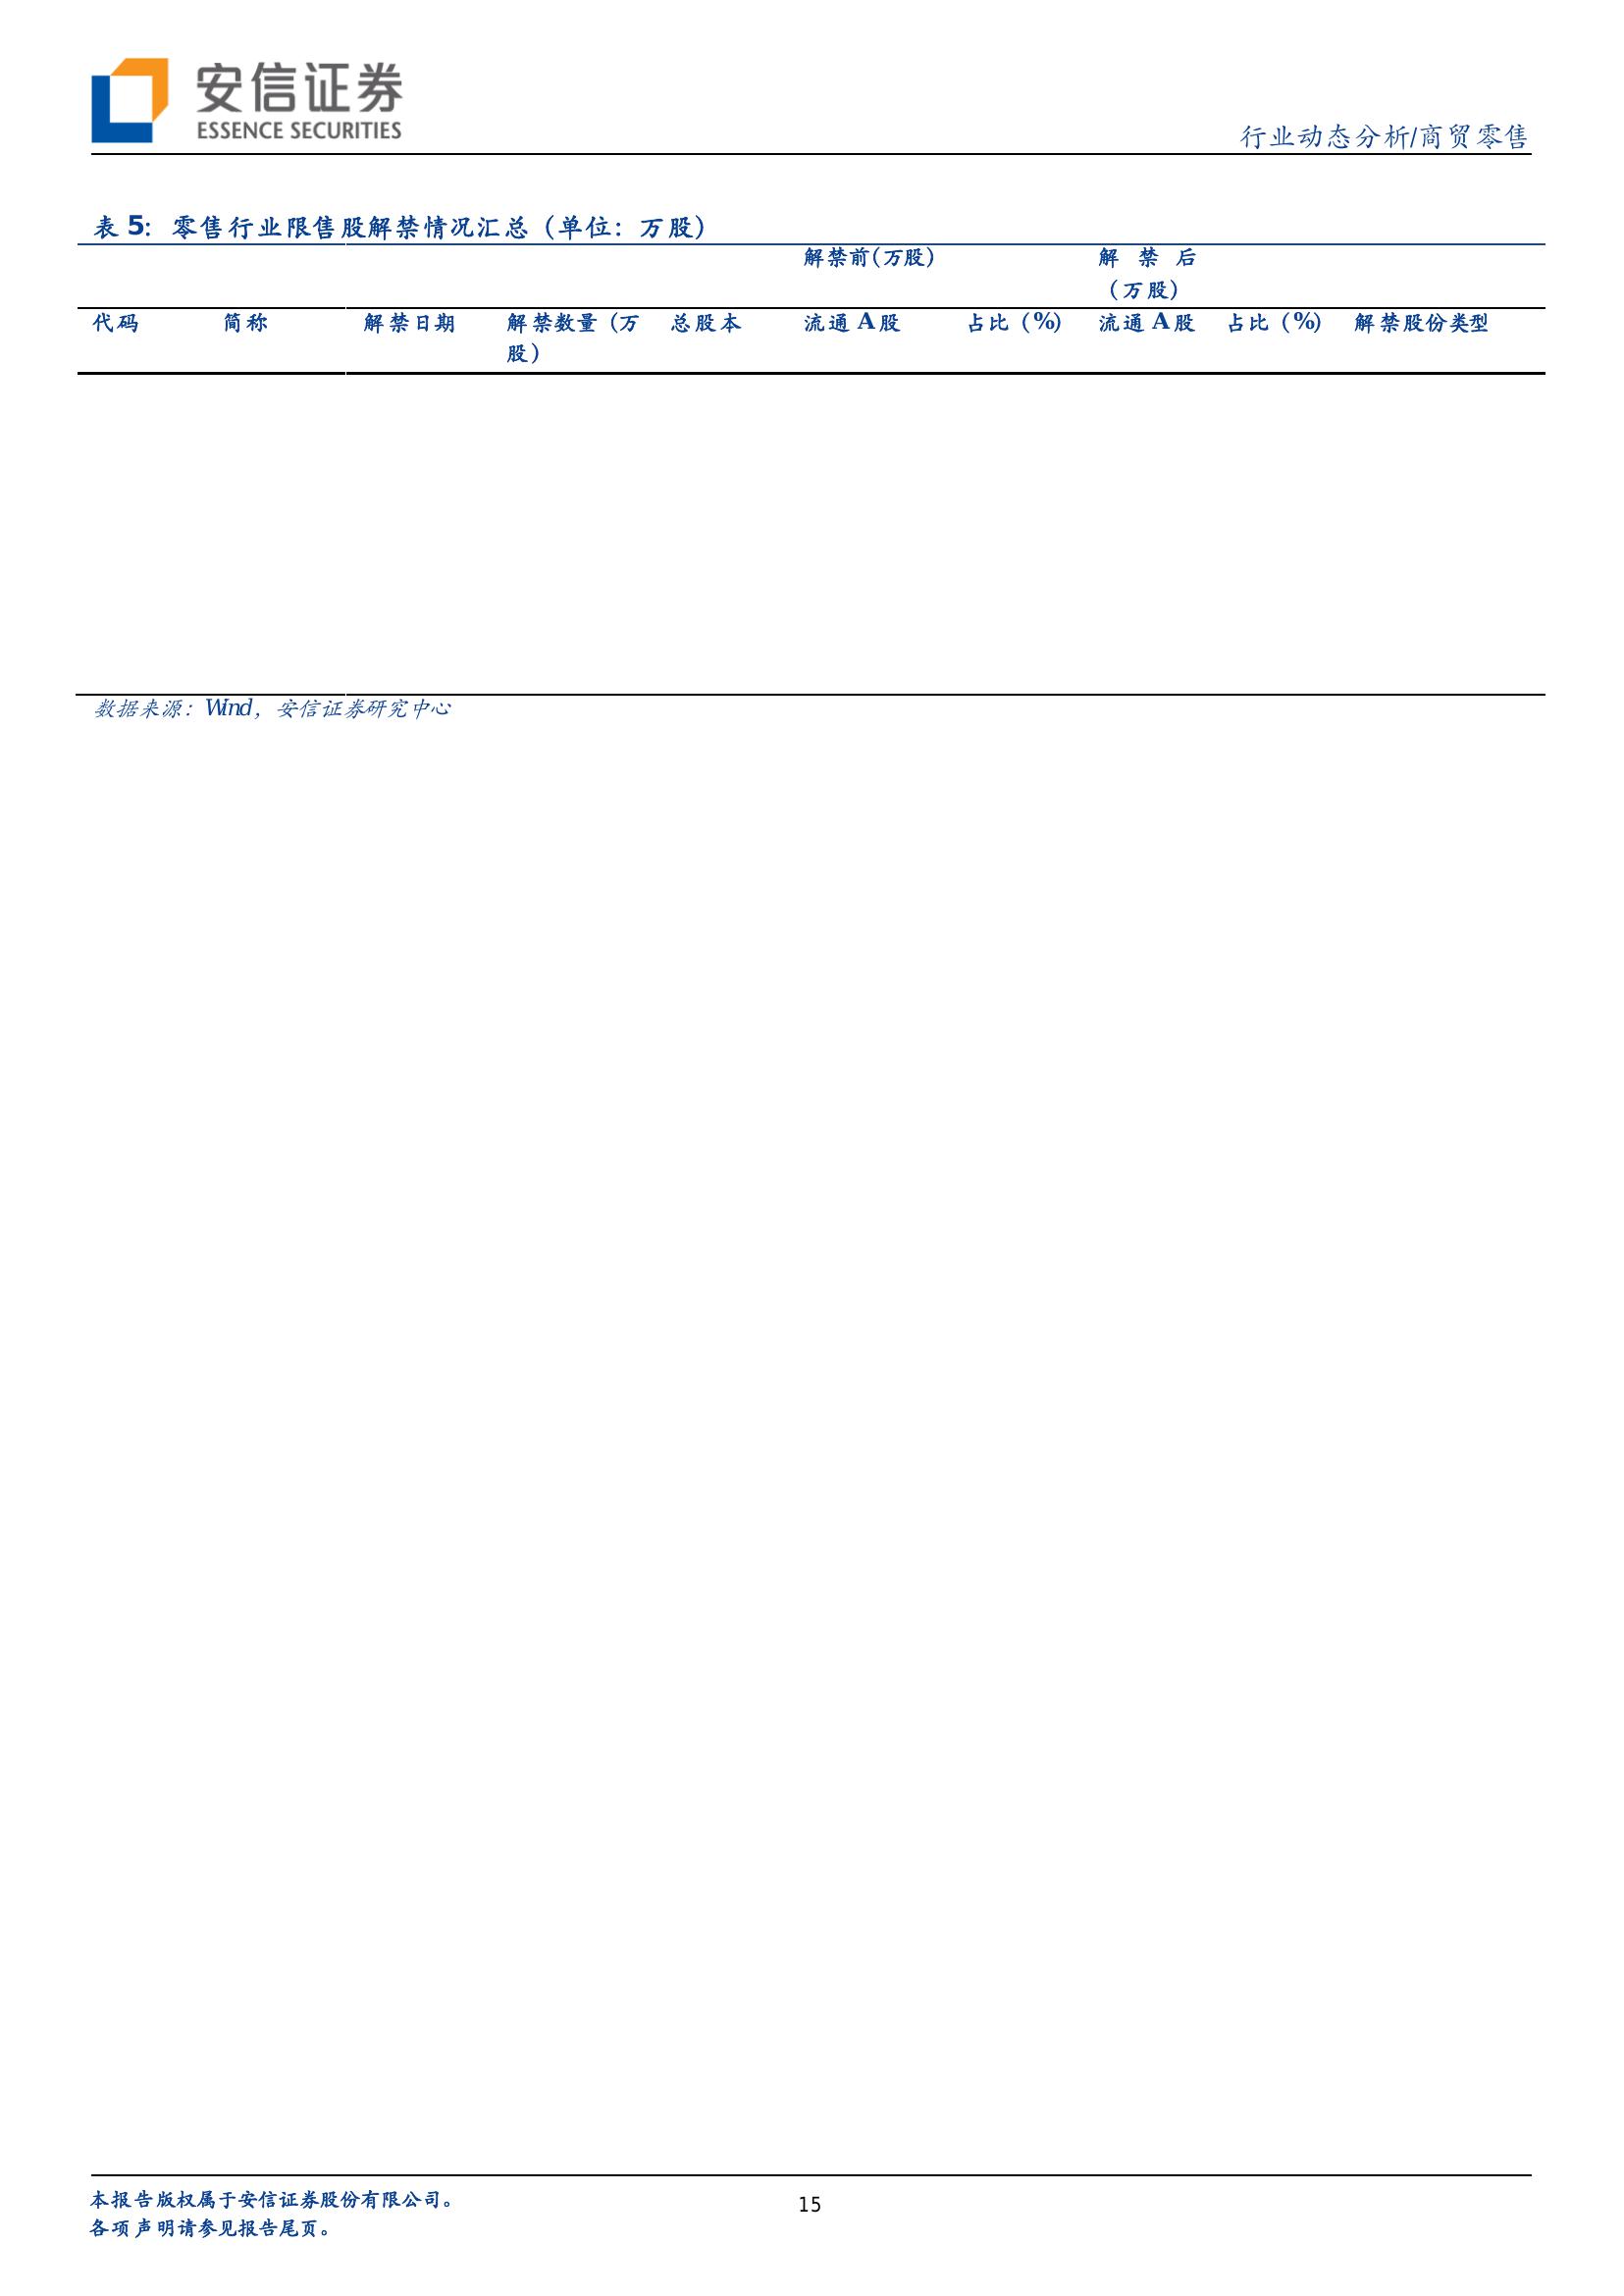 安信证券
ESSENCE SECURITIES
行业动态分析/商贸零售
表 5：零售行业限售股解禁情况汇总（单位：万股）
解禁前(万股) 解 禁 后
（万股）
代码 简称 解禁日期 解禁数量（万 总股本 流通 A 股 占比（%） 流通 A 股 占比（%） 解禁股份类型
股）
数据来源：Wind，安信证券研究中心
本报告版权属于安信证券股份有限公司。
15
各项声明请参见报告尾页。